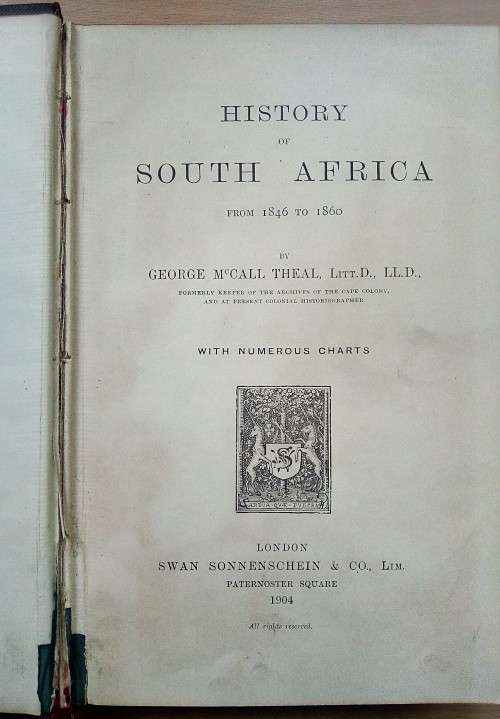 HISTORY
OF
SOUTH AFRICA
FROM 1846 TO 1860
BY
GEORGE McCALL THEAL, LITT.D., LL.D.,
FORMERLY KEEPER OF THE ARCHIVES OF THE CAPE COLONY,
AND AT PRESENT COLONIAL HISTORIOGRAPHER
WITH NUMEROUS CHARTS
LONDON
SWAN SONNENSCHEIN & CO., LIM.
PATERNOSTER SQUARE
1904
All rights reserved.